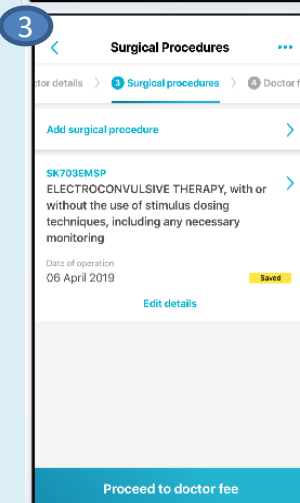 3
Surgical Procedures
ctor details > 3 Surgical procedures > 4 Doctor f
Add surgical procedure
SK703EMSP
ELECTROCONVULSIVE THERAPY, with or
without the use of stimulus dosing
techniques, including any necessary
monitoring
Date of operation
06 April 2019
Saved
Edit details
Proceed to doctor fee